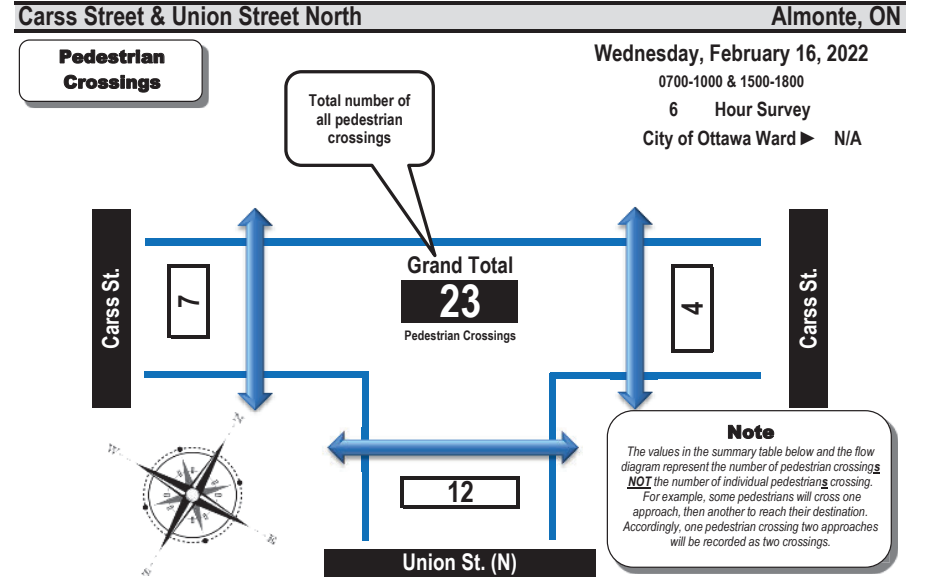 Carss Street & Union Street North
Almonte, ON
Pedestrian
Crossings
Wednesday, February 16, 2022
0700-1000 & 1500-1800
6 Hour Survey
City of Ottawa Ward ► N/A
Total number of
all pedestrian
crossings
Carss St.
7
Grand Total
23
Pedestrian Crossings
4
Carss St.
N
W
E
S
12
Union St. (N)
Note
The values in the summary table below and the flow
diagram represent the number of pedestrian crossings
NOT the number of individual pedestrians crossing.
For example, some pedestrians will cross one
approach, then another to reach their destination.
Accordingly, one pedestrian crossing two approaches
will be recorded as two crossings.